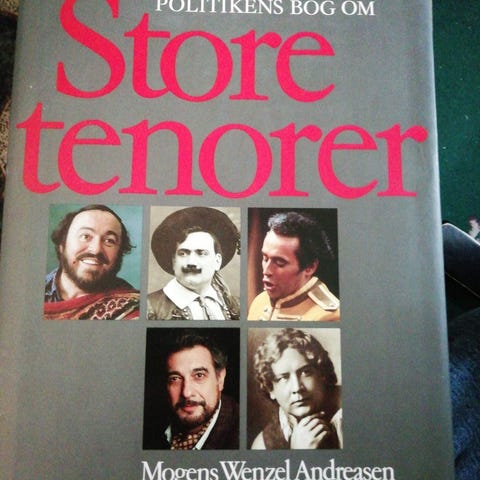 POLITIKENS BOG OM
Store
tenorer
Mogens Wenzel Andreasen